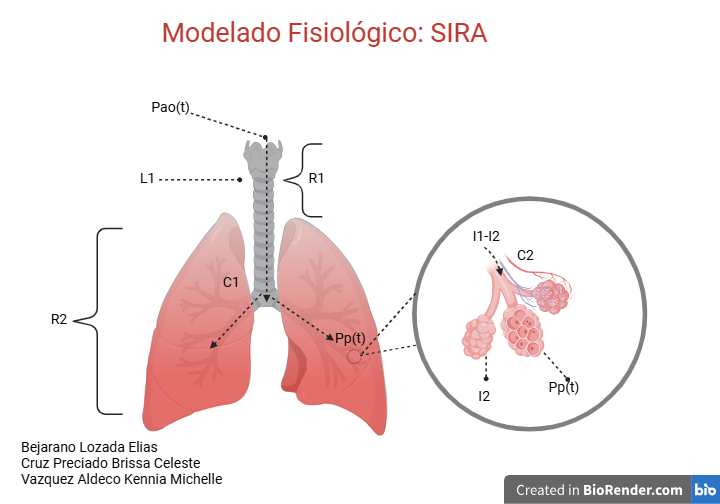 Modelado Fisiológico: SIRA
Pao(t)
L1
R1
I1-I2
C2
C1
R2
Pp(t)
Pp(t)
I2
Bejarano Lozada Elias
Cruz Preciado Brissa Celeste
Vazquez Aldeco Kennia Michelle
Created in BioRender.com bio